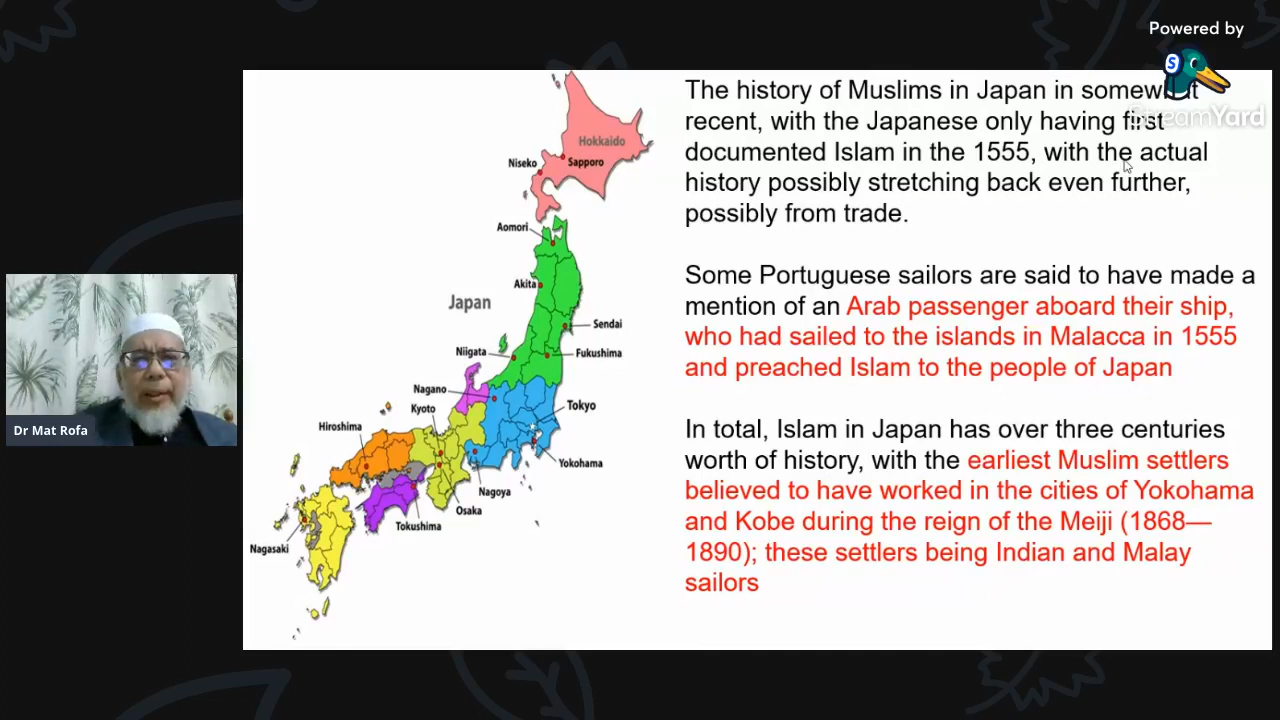 Powered by
StreamYard
The history of Muslims in Japan in somewhat
recent, with the Japanese only having first
documented Islam in the 1555, with the actual
history possibly stretching back even further,
possibly from trade.
Some Portuguese sailors are said to have made a
mention of an Arab passenger aboard their ship,
who had sailed to the islands in Malacca in 1555
and preached Islam to the people of Japan
In total, Islam in Japan has over three centuries
worth of history, with the earliest Muslim settlers
believed to have worked in the cities of Yokohama
and Kobe during the reign of the Meiji (1868—
1890); these settlers being Indian and Malay
sailors
Hokkaido
Niseko
Sapporo
Aomori
Akita
Japan
Sendai
Niigata
Fukushima
Nagano
Kyoto
Tokyo
Hiroshima
Yokohama
Nagoya
Osaka
Tokushima
Nagasaki
Dr Mat Rofa